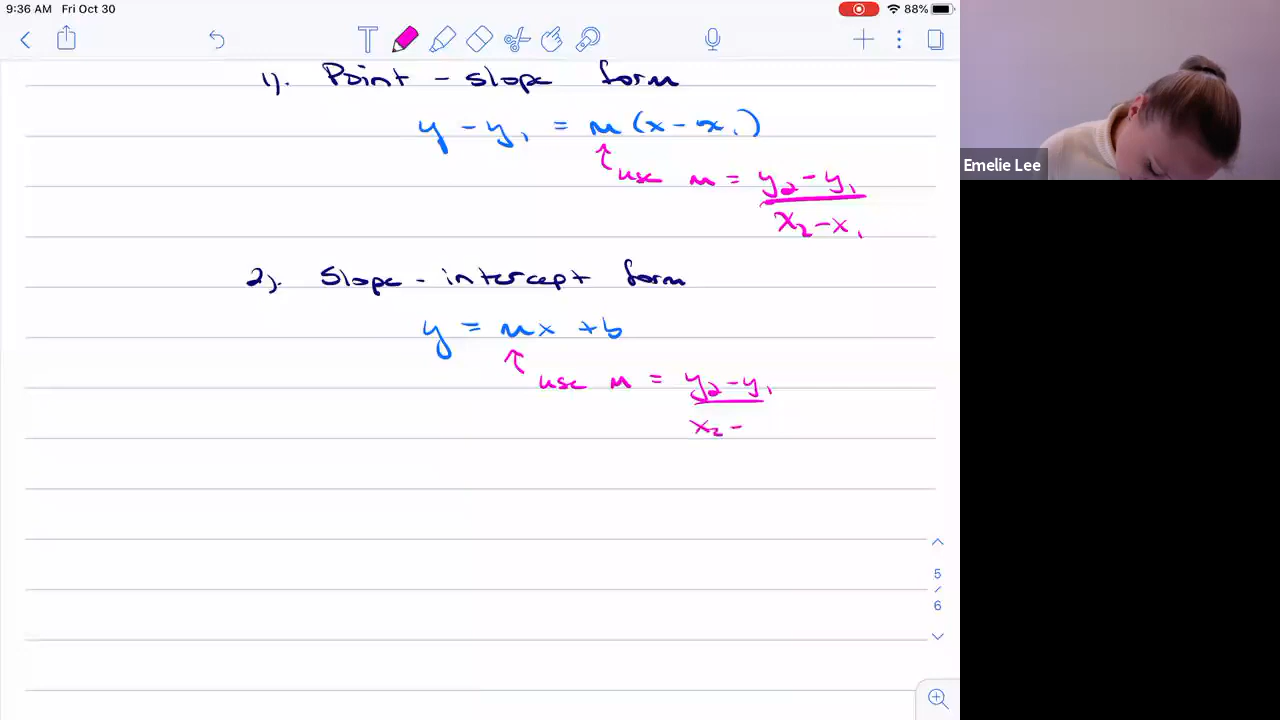 9:36 AM Fri Oct 30
88%
1). Point - slope form
y - y₁ = m (x - x₁)
use m = y₂ - y₁
x₂ - x₁
2). Slope - intercept form
y = mx + b
use m = y₂ - y₁
x₂ -
5
/
6
Emelie Lee